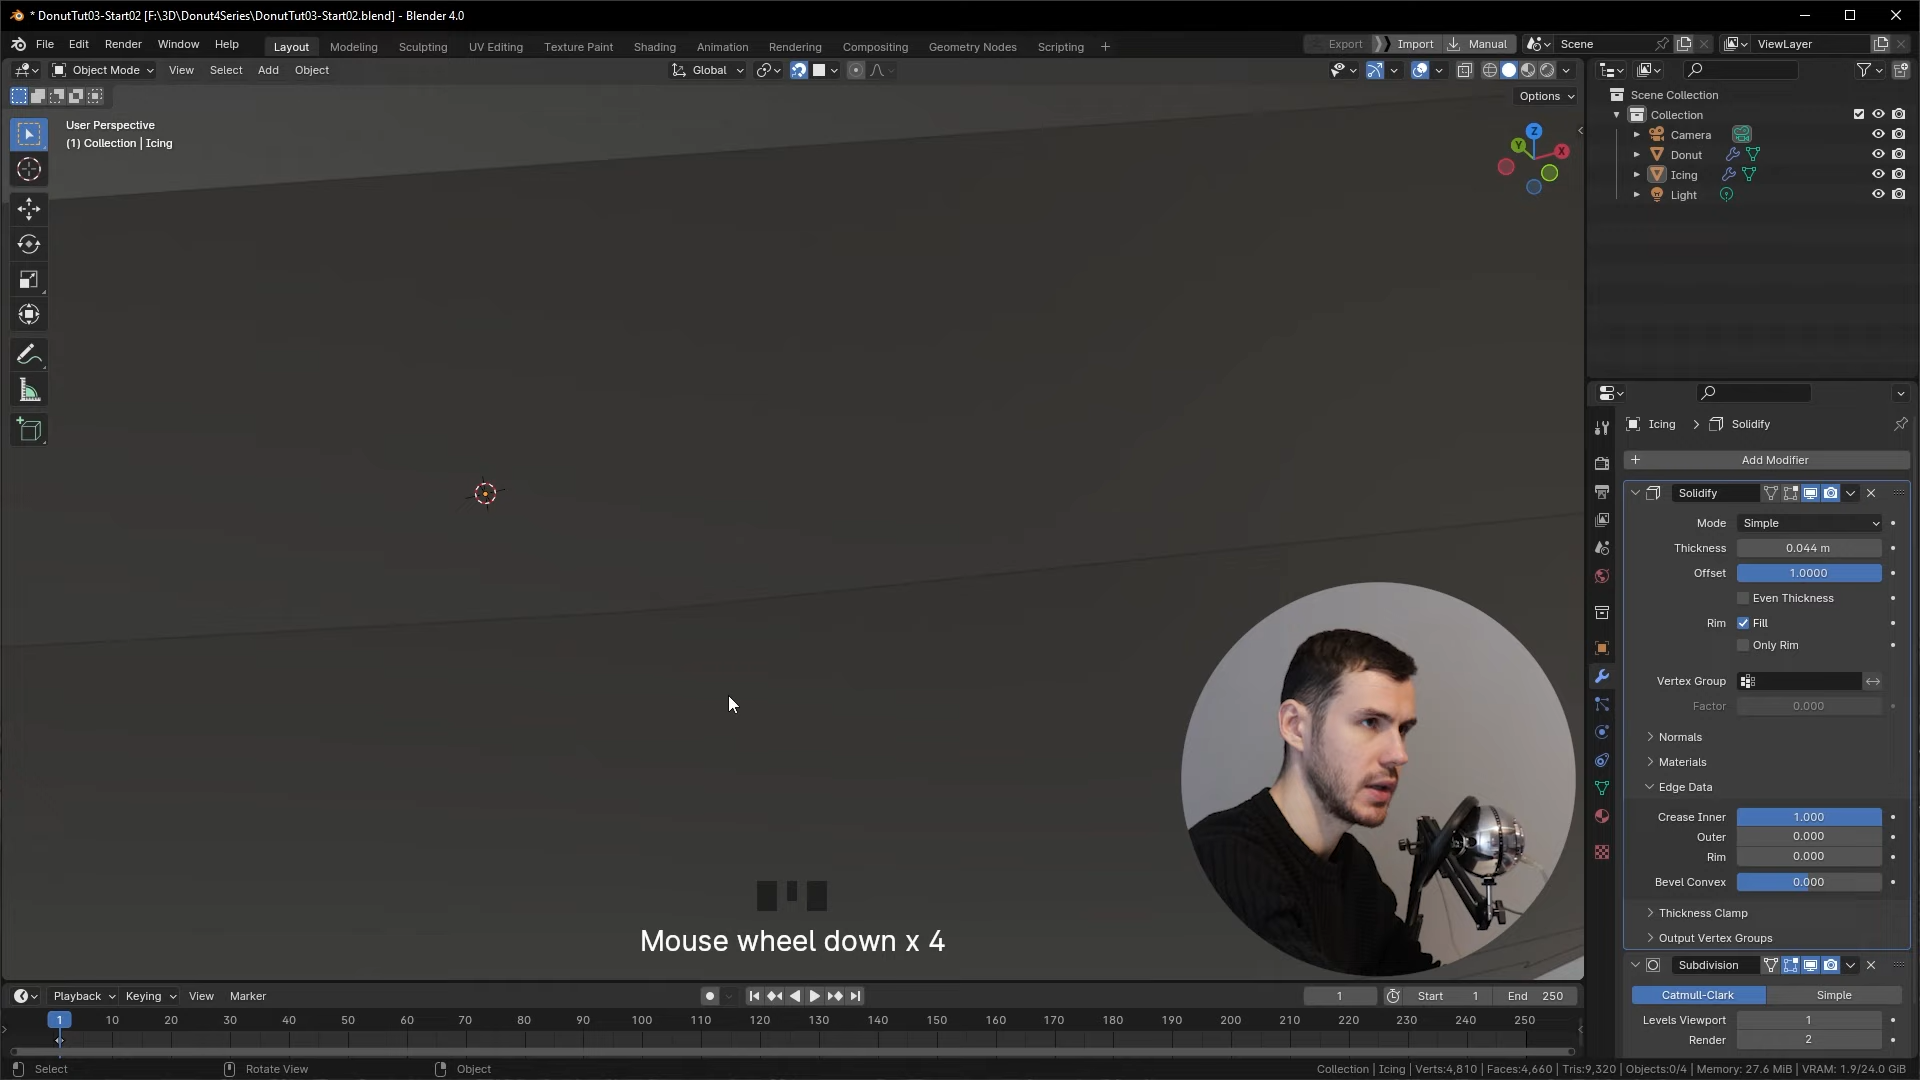 * DonutTut03-Start02 [F:\3D\Donut4Series\DonutTut03-Start02.blend] - Blender 4.0
File Edit Render Window Help Layout Modeling Sculpting UV Editing Texture Paint Shading Animation Rendering Compositing Geometry Nodes Scripting + Export Import Manual Scene ViewLayer
Object Mode View Select Add Object Global
Options
User Perspective
(1) Collection | Icing
Z
Y
X
Scene Collection
Collection
Camera
Donut
Icing
Light
Icing > Solidify
+ Add Modifier
Solidify
Mode Simple
Thickness 0.044 m
Offset 1.0000
Even Thickness
Rim Fill
Only Rim
Vertex Group
Factor 0.000
Normals
Materials
Edge Data
Crease Inner 1.000
Outer 0.000
Rim 0.000
Bevel Convex 0.000
Thickness Clamp
Output Vertex Groups
Subdivision
Catmull-Clark Simple
Levels Viewport 1
Render 2
Mouse wheel down x 4
Playback Keying View Marker 1 Start 1 End 250
1 10 20 30 40 50 60 70 80 90 100 110 120 130 140 150 160 170 180 190 200 210 220 230 240 250
Select Rotate View Object Collection | Icing | Verts:4,810 | Faces:4,660 | Tris:9,320 | Objects:0/4 | Memory: 27.6 MiB | VRAM: 1.9/24.0 GiB